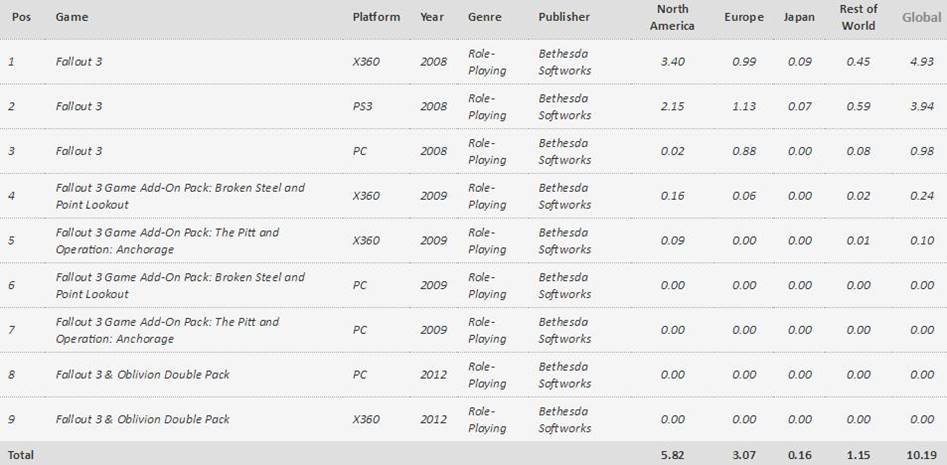 Pos Game Platform Year Genre Publisher North America Europe Japan Rest of World Global
1 Fallout 3 X360 2008 Role-Playing Bethesda Softworks 3.40 0.99 0.09 0.45 4.93
2 Fallout 3 PS3 2008 Role-Playing Bethesda Softworks 2.15 1.13 0.07 0.59 3.94
3 Fallout 3 PC 2008 Role-Playing Bethesda Softworks 0.02 0.88 0.00 0.08 0.98
4 Fallout 3 Game Add-On Pack: Broken Steel and Point Lookout X360 2009 Role-Playing Bethesda Softworks 0.16 0.06 0.00 0.02 0.24
5 Fallout 3 Game Add-On Pack: The Pitt and Operation: Anchorage X360 2009 Role-Playing Bethesda Softworks 0.09 0.00 0.00 0.01 0.10
6 Fallout 3 Game Add-On Pack: Broken Steel and Point Lookout PC 2009 Role-Playing Bethesda Softworks 0.00 0.00 0.00 0.00 0.00
7 Fallout 3 Game Add-On Pack: The Pitt and Operation: Anchorage PC 2009 Role-Playing Bethesda Softworks 0.00 0.00 0.00 0.00 0.00
8 Fallout 3 & Oblivion Double Pack PC 2012 Role-Playing Bethesda Softworks 0.00 0.00 0.00 0.00 0.00
9 Fallout 3 & Oblivion Double Pack X360 2012 Role-Playing Bethesda Softworks 0.00 0.00 0.00 0.00 0.00
Total 5.82 3.07 0.16 1.15 10.19